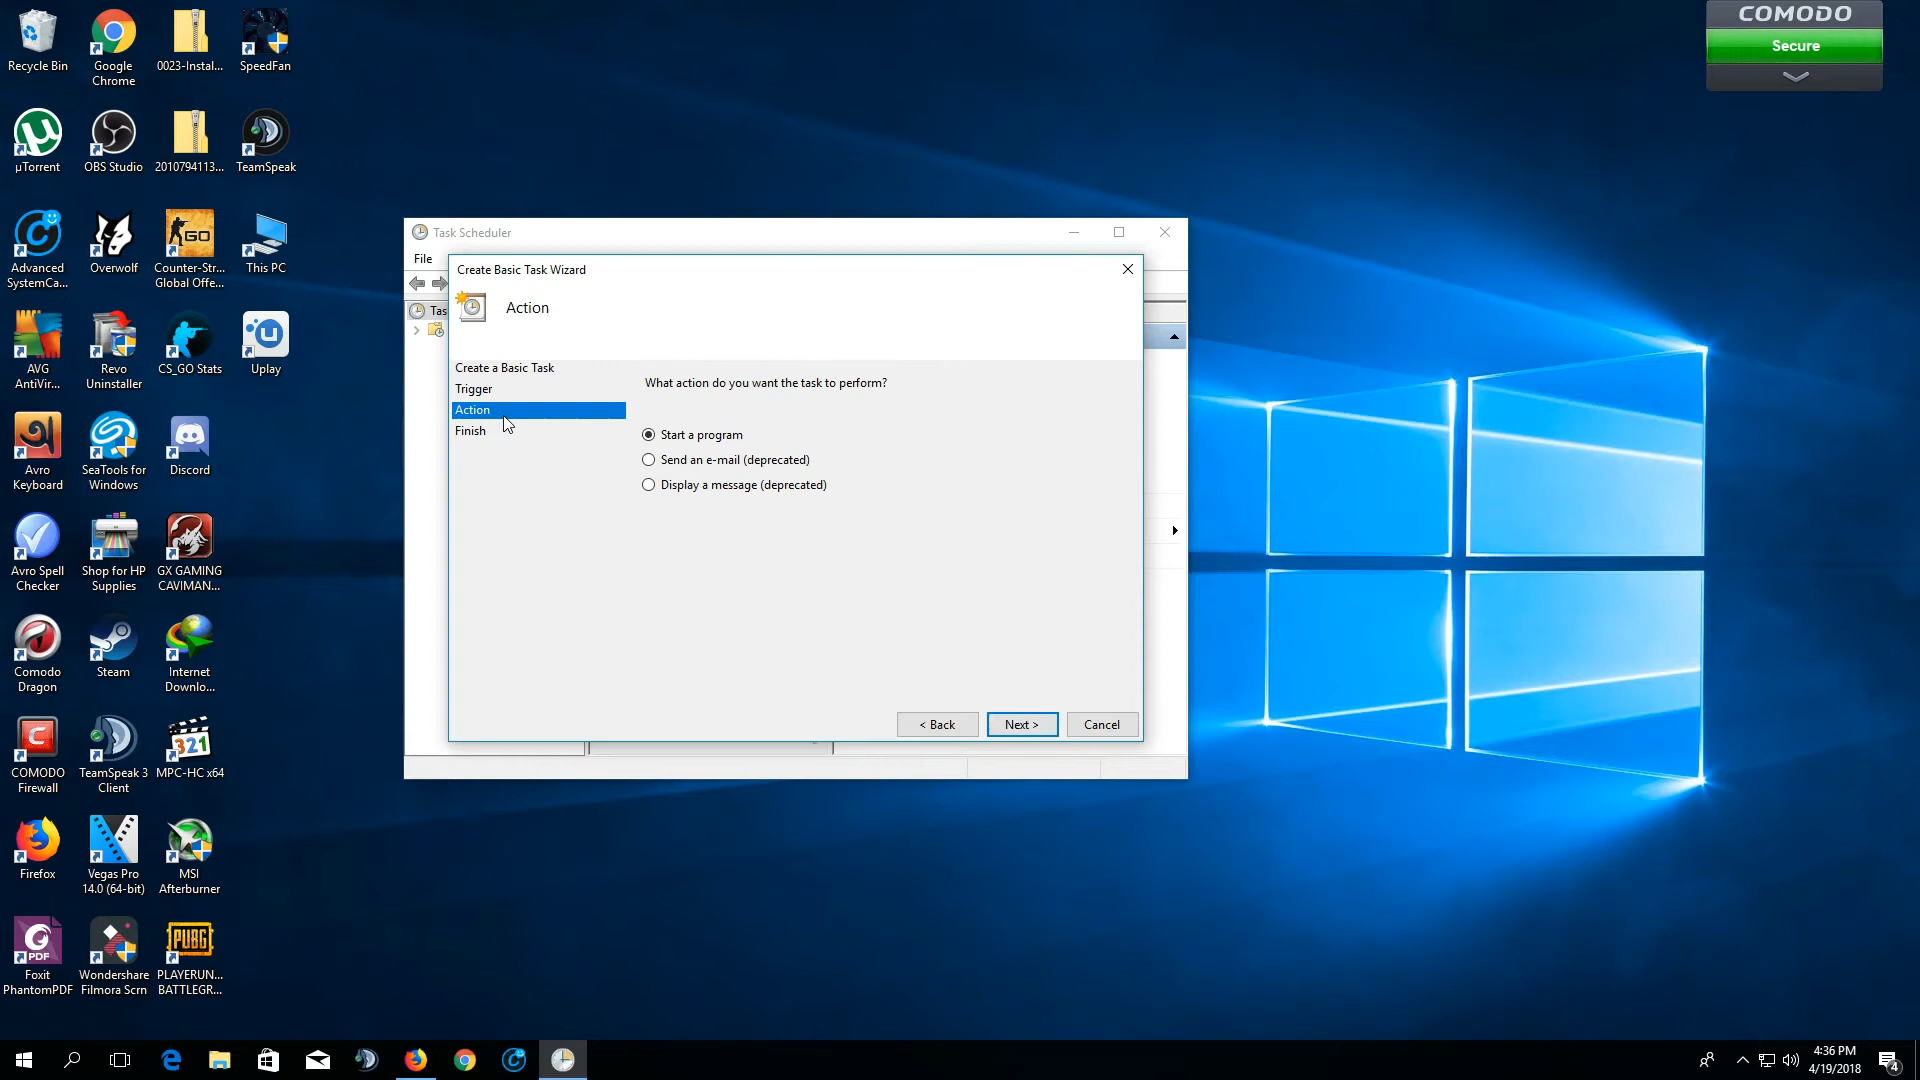 Recycle Bin
Google
Chrome
0023-Instal...
SpeedFan
µTorrent
OBS Studio
2010794113...
TeamSpeak
Advanced
SystemCa...
Overwolf
Counter-Str...
Global Offe...
This PC
AVG
AntiVir...
Revo
Uninstaller
CS_GO Stats
Uplay
Avro
Keyboard
SeaTools for
Windows
Discord
Avro Spell
Checker
Shop for HP
Supplies
GX GAMING
CAVIMAN...
Comodo
Dragon
Steam
Internet
Downlo...
COMODO
Firewall
TeamSpeak 3
Client
321
MPC-HC x64
Firefox
Vegas Pro
14.0 (64-bit)
MSI
Afterburner
PDF
Foxit
PhantomPDF
Wondershare
Filmora Scrn
PUBG
PLAYERUN...
BATTLEGR...
GO
COMODO
Secure
Task Scheduler
File
Tas
Create Basic Task Wizard
Action
Create a Basic Task
Trigger
Action
Finish
What action do you want the task to perform?
Start a program
Send an e-mail (deprecated)
Display a message (deprecated)
< Back
Next >
Cancel
4:36 PM
4/19/2018
4